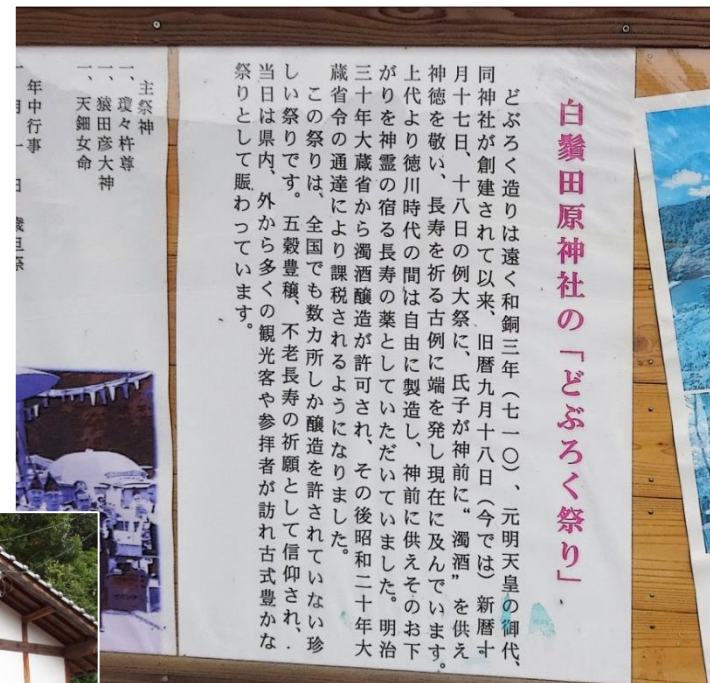 白鬚田原神社の「どぶろく祭り」
どぶろく造りは遠く和銅三年（七一〇）、元明天皇の御代、
同神社が創建されて以来、旧暦九月十八日（今では）新暦十
月十七日、十八日の例大祭に、氏子が神前に“濁酒”を供え
神徳を敬い、長寿を祈る古例に端を発し現在に及んでいます。
上代より徳川時代の間は自由に製造し、神前に供えそのお下
がりを神霊の宿る長寿の薬としていただいていました。明治
三十年大蔵省から濁酒醸造が許可され、その後昭和二十年大
蔵省令の通達により課税されるようになりました。
この祭りは、全国でも数カ所しか醸造を許されていない珍
しい祭りです。五穀豊穣、不老長寿の祈願として信仰され、
当日は県内、外から多くの観光客や参拝者が訪れ古式豊かな
祭りとして賑わっています。
主祭神
一、瓊々杵尊
一、猿田彦大神
一、天鈿女命
年中行事